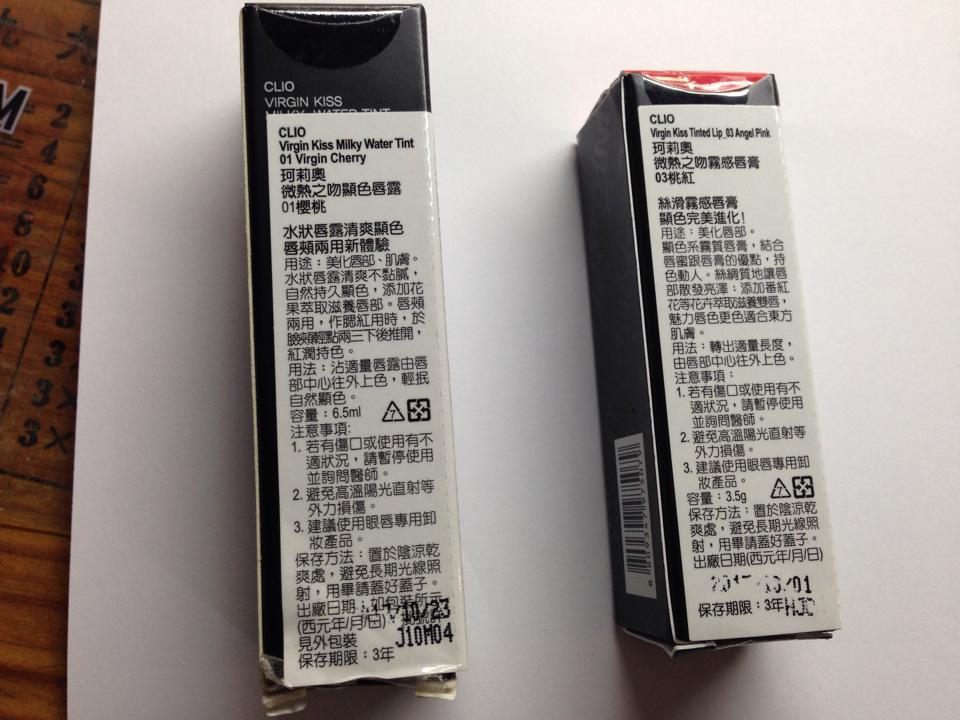 CLIO
VIRGIN KISS
MILKY WATER TINT
CLIO
Virgin Kiss Milky Water Tint
01 Virgin Cherry
珂莉奧
微熱之吻顯色唇露
01櫻桃
水狀唇露清爽顯色
唇頰兩用新體驗
用途：美化唇部、肌膚。
水狀唇露清爽不黏膩，
自然持久顯色，添加花
果萃取滋養唇部。唇頰
兩用，作腮紅用時，於
臉頰輕點兩三下後推開，
紅潤持色。
用法：沾適量唇露由唇
部中心往外上色，輕抿
自然顯色。
容量：6.5ml
注意事項：
1. 若有傷口或使用有不
適狀況，請暫停使用
並詢問醫師。
2. 避免高溫陽光直射等
外力損傷。
3. 建議使用眼唇專用卸
妝產品。
保存方法：置於陰涼乾
爽處，避免長期光線照
射，用畢請蓋好蓋子。
出廠日期：如包裝所示
(西元年/月/日)
10/23
見外包裝
J10M04
保存期限：3年
CLIO
Virgin Kiss Tinted Lip_03 Angel Pink
珂莉奧
微熱之吻霧感唇膏
03桃紅
絲滑霧感唇膏
顯色完美進化！
用途：美化唇部。
顯色系霧質唇膏，結合
唇蜜跟唇膏的優點，持
色動人。絲綢質地讓唇
部散發亮澤；添加番紅
花等花卉萃取滋養雙唇，
魅力唇色更色適合東方
肌膚。
用法：轉出適量長度，
由唇部中心往外上色。
注意事項：
1. 若有傷口或使用有不
適狀況，請暫停使用
並詢問醫師。
2. 避免高溫陽光直射等
外力損傷。
3. 建議使用眼唇專用卸
妝產品。
容量：3.5g
保存方法：置於陰涼乾
爽處，避免長期光線照
射，用畢請蓋好蓋子。
出廠日期(西元年/月/日)
保存期限：3年